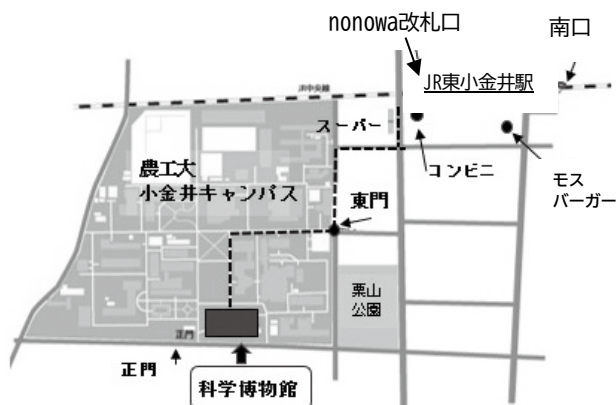 nonowa改札口
南口
JR東小金井駅
JR中央線
スーパー
コンビニ
モス
バーガー
農工大
小金井キャンパス
東門
栗山
公園
正門
正門
科学博物館